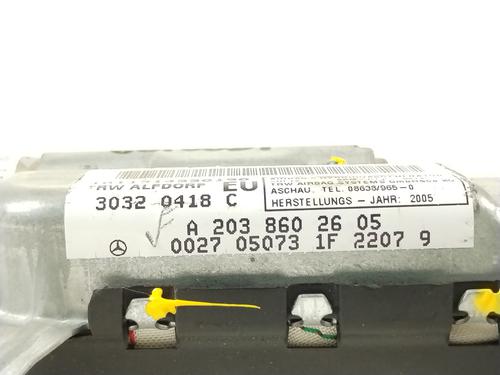 TRW ALFDORF EU
3032 0418 C
TRW AIRBAG SYSTEMS
ASCHAU. TEL. 08638/965-0
HERSTELLUNGS - JAHR: 2005
A 203 860 26 05
0027 05073 1F 2207 9